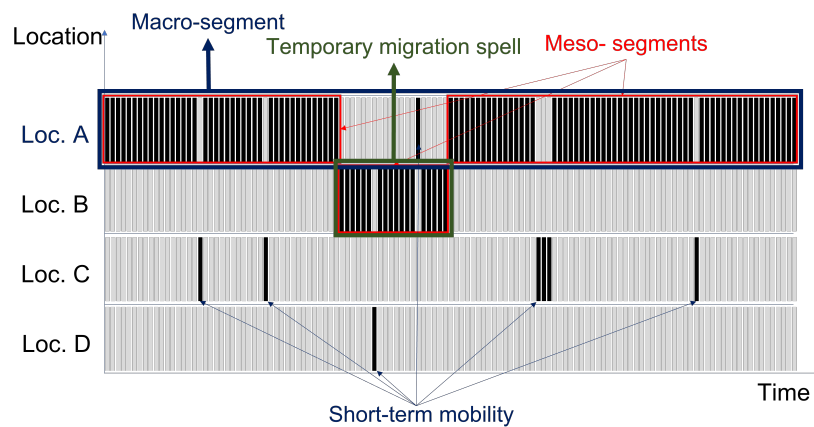 Macro-segment
Location
Temporary migration spell
Meso- segments
Loc. A
Loc. B
Loc. C
Loc. D
Time
Short-term mobility